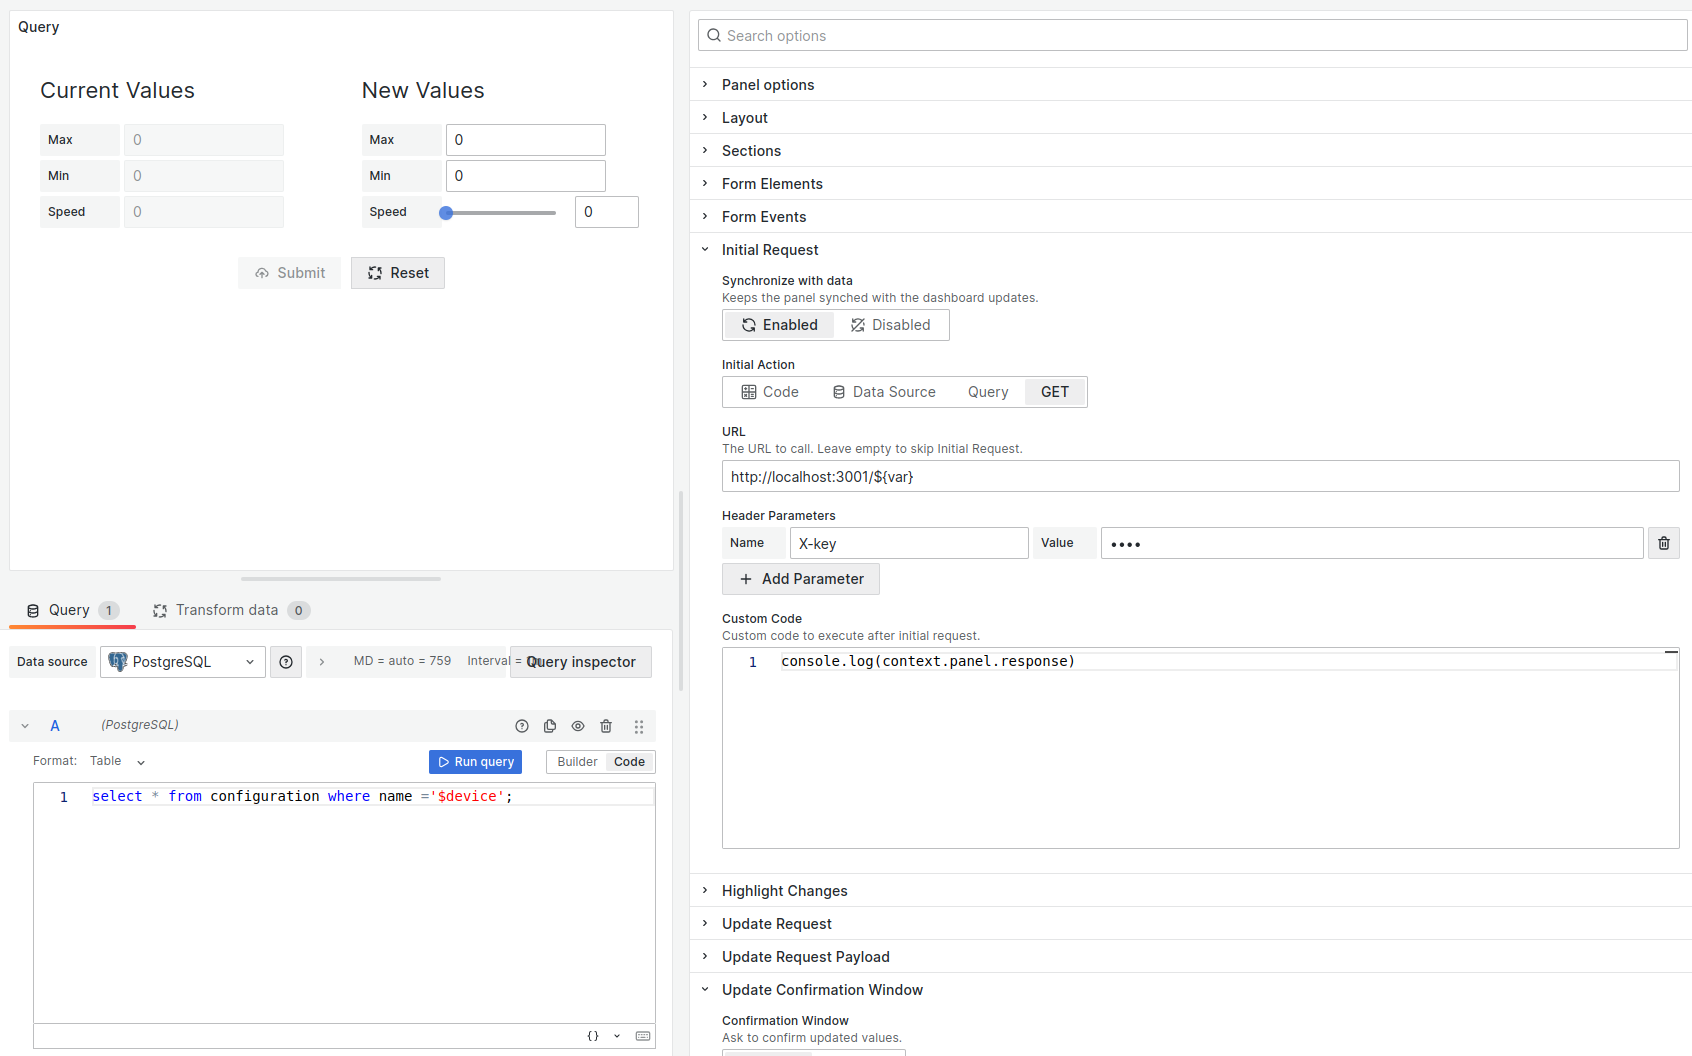 Query
Current Values
Max 0
Min 0
Speed 0
New Values
Max 0
Min 0
Speed 0
Submit Reset
Query 1 Transform data 0
Data source PostgreSQL MD = auto = 759 Interval = Query inspector
A (PostgreSQL)
Format: Table Run query Builder Code
1 select * from configuration where name ='$device';
{}
Search options
Panel options
Layout
Sections
Form Elements
Form Events
Initial Request
Synchronize with data
Keeps the panel synched with the dashboard updates.
Enabled Disabled
Initial Action
Code Data Source Query GET
URL
The URL to call. Leave empty to skip Initial Request.
http://localhost:3001/${var}
Header Parameters
Name X-key Value ••••
Add Parameter
Custom Code
Custom code to execute after initial request.
1 console.log(context.panel.response)
Highlight Changes
Update Request
Update Request Payload
Update Confirmation Window
Confirmation Window
Ask to confirm updated values.